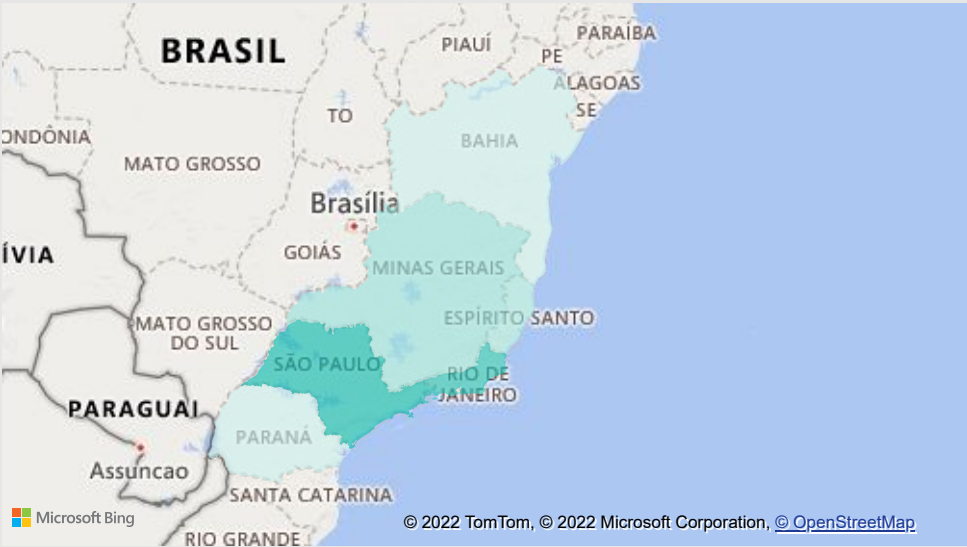 PARAÍBA
PIAUÍ
BRASIL
PE
ALAGOAS
SE
TO
ONDÔNIA
BAHIA
MATO GROSSO
Brasília
GOIÁS
ÍVIA
MINAS GERAIS
ESPÍRITO SANTO
MATO GROSSO
DO SUL
SÃO PAULO
RIO DE
JANEIRO
PARAGUAI
PARANÁ
Assuncao
SANTA CATARINA
Microsoft Bing
© 2022 TomTom, © 2022 Microsoft Corporation, © OpenStreetMap
RIO GRANDE